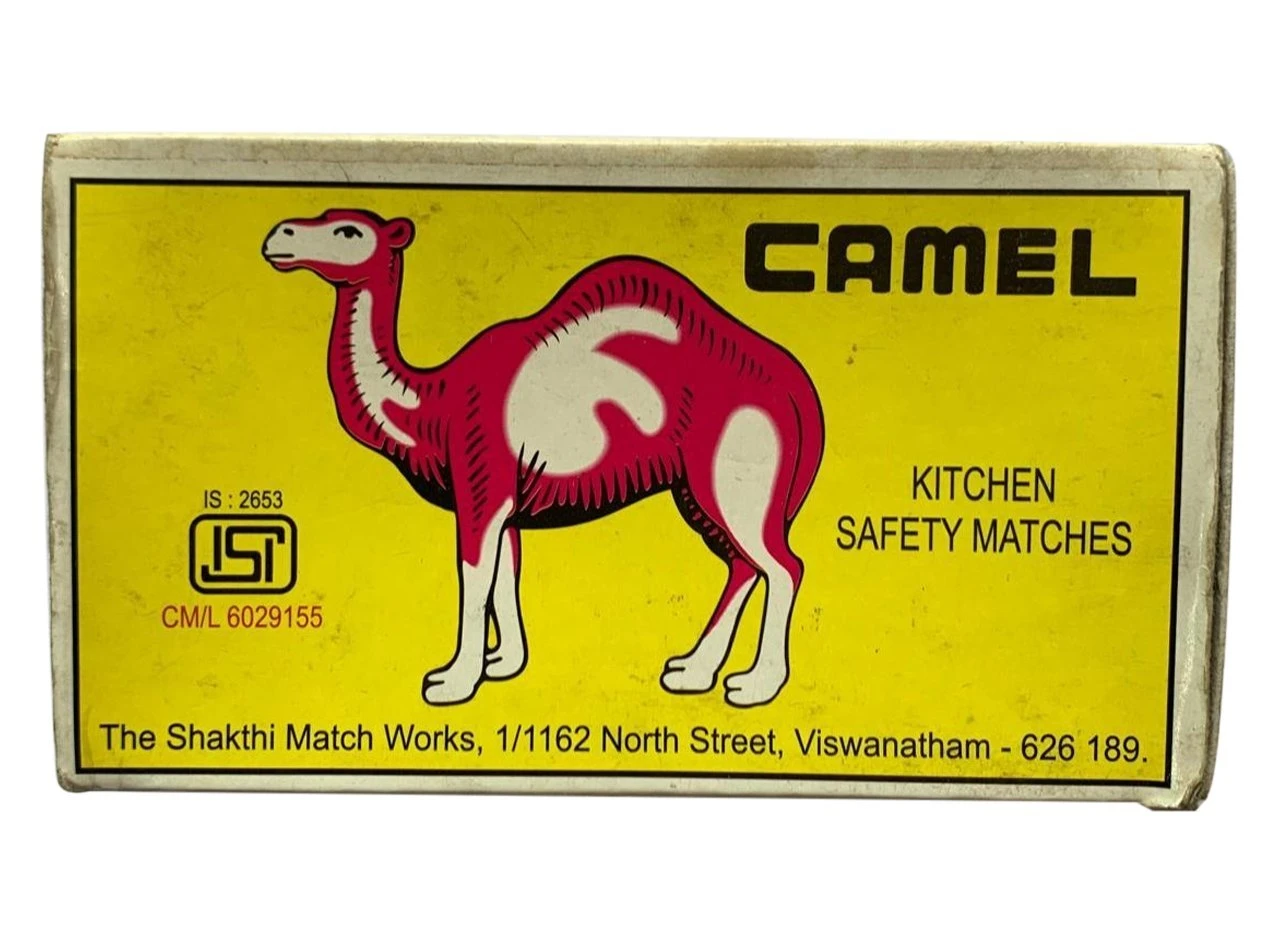 CAMEL
KITCHEN
SAFETY MATCHES
IS : 2653
ISI
CM/L 6029155
The Shakthi Match Works, 1/1162 North Street, Viswanatham - 626 189.